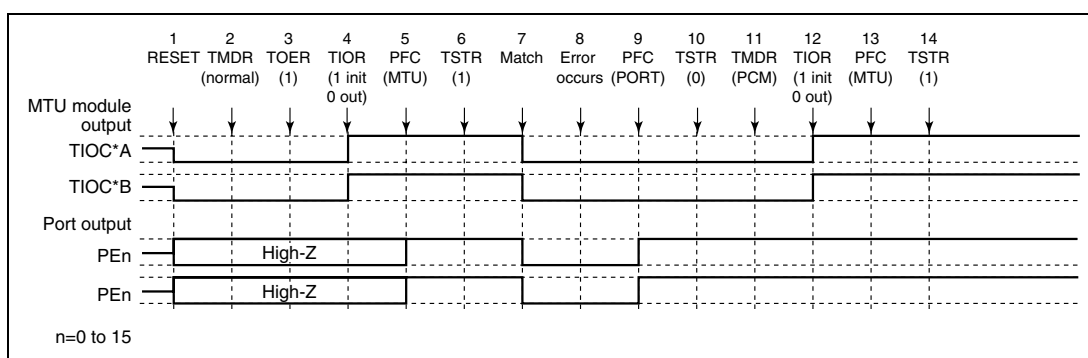 1 2 3 4 5 6 7 8 9 10 11 12 13 14
RESET TMDR TOER TIOR PFC TSTR Match Error PFC TSTR TMDR TIOR PFC TSTR
(normal) (1) (1 init (MTU) (1) occurs (PORT) (0) (PCM) (1 init (MTU) (1)
0 out) 0 out)
MTU module
output
TIOC*A
TIOC*B
Port output
PEn High-Z
PEn High-Z
n=0 to 15